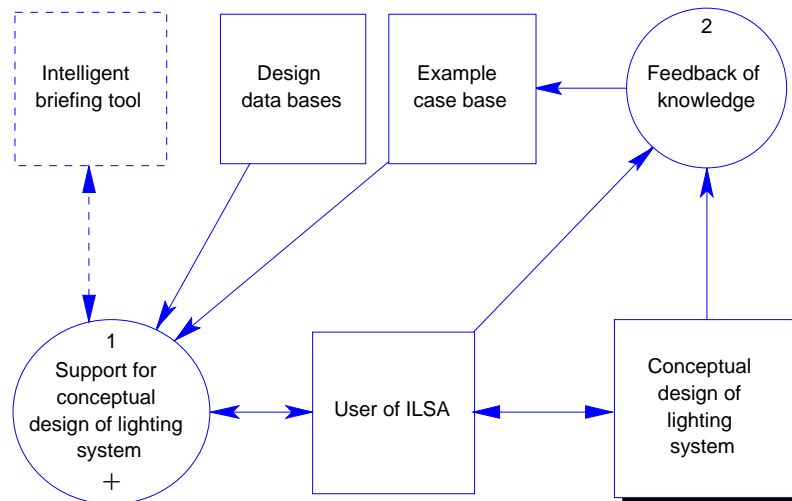 Intelligent
briefing tool
Design
data bases
Example
case base
2
Feedback of
knowledge
1
Support for
conceptual
design of lighting
system
+
User of ILSA
Conceptual
design of
lighting
system